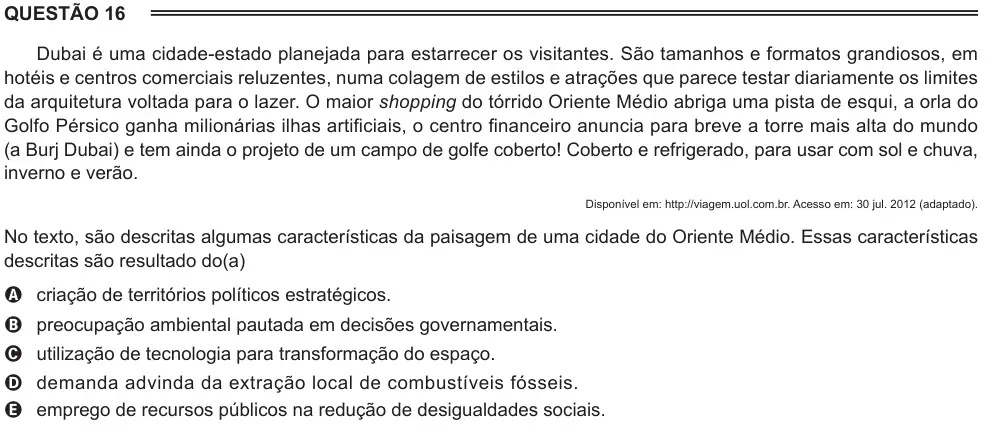 QUESTÃO 16
Dubai é uma cidade-estado planejada para estarrecer os visitantes. São tamanhos e formatos grandiosos, em
hotéis e centros comerciais reluzentes, numa colagem de estilos e atrações que parece testar diariamente os limites
da arquitetura voltada para o lazer. O maior shopping do tórrido Oriente Médio abriga uma pista de esqui, a orla do
Golfo Pérsico ganha milionárias ilhas artificiais, o centro financeiro anuncia para breve a torre mais alta do mundo
(a Burj Dubai) e tem ainda o projeto de um campo de golfe coberto! Coberto e refrigerado, para usar com sol e chuva,
inverno e verão.
Disponível em: http://viagem.uol.com.br. Acesso em: 30 jul. 2012 (adaptado).
No texto, são descritas algumas características da paisagem de uma cidade do Oriente Médio. Essas características
descritas são resultado do(a)
A criação de territórios políticos estratégicos.
B preocupação ambiental pautada em decisões governamentais.
C utilização de tecnologia para transformação do espaço.
D demanda advinda da extração local de combustíveis fósseis.
E emprego de recursos públicos na redução de desigualdades sociais.